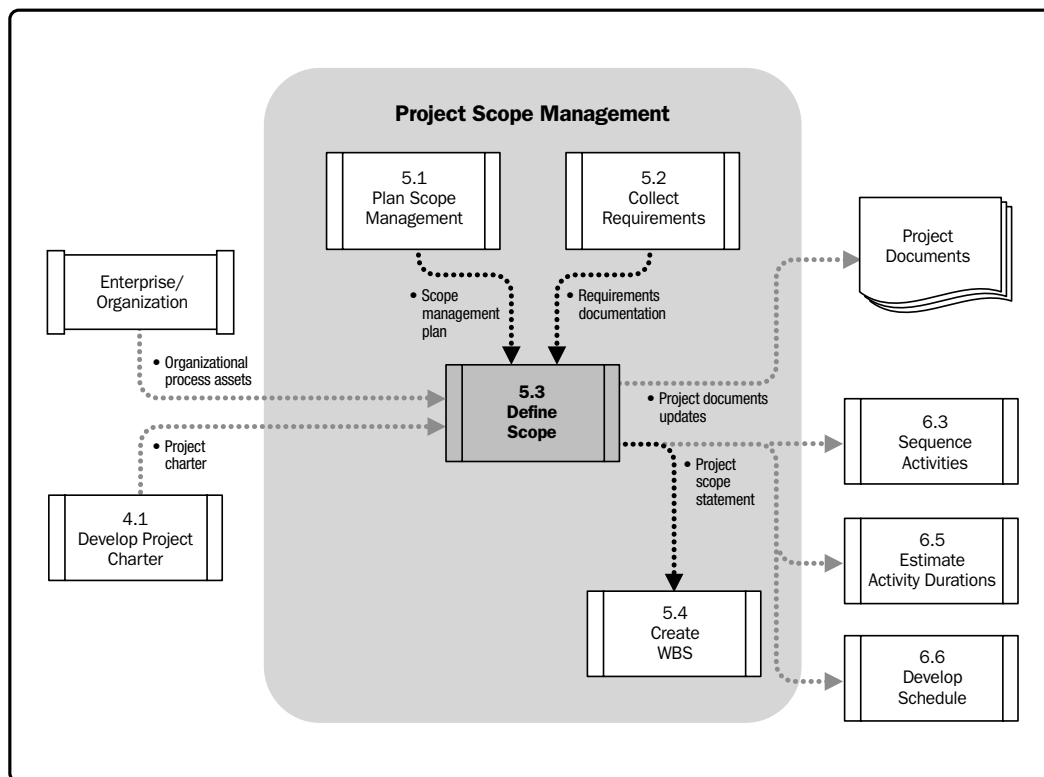 Project Scope Management
5.1
Plan Scope
Management
5.2
Collect
Requirements
Project
Documents
Enterprise/
Organization
• Scope
management
plan
• Requirements
documentation
• Organizational
process assets
5.3
Define
Scope
• Project documents
updates
• Project
charter
6.3
Sequence
Activities
• Project
scope
statement
4.1
Develop Project
Charter
6.5
Estimate
Activity Durations
5.4
Create
WBS
6.6
Develop
Schedule